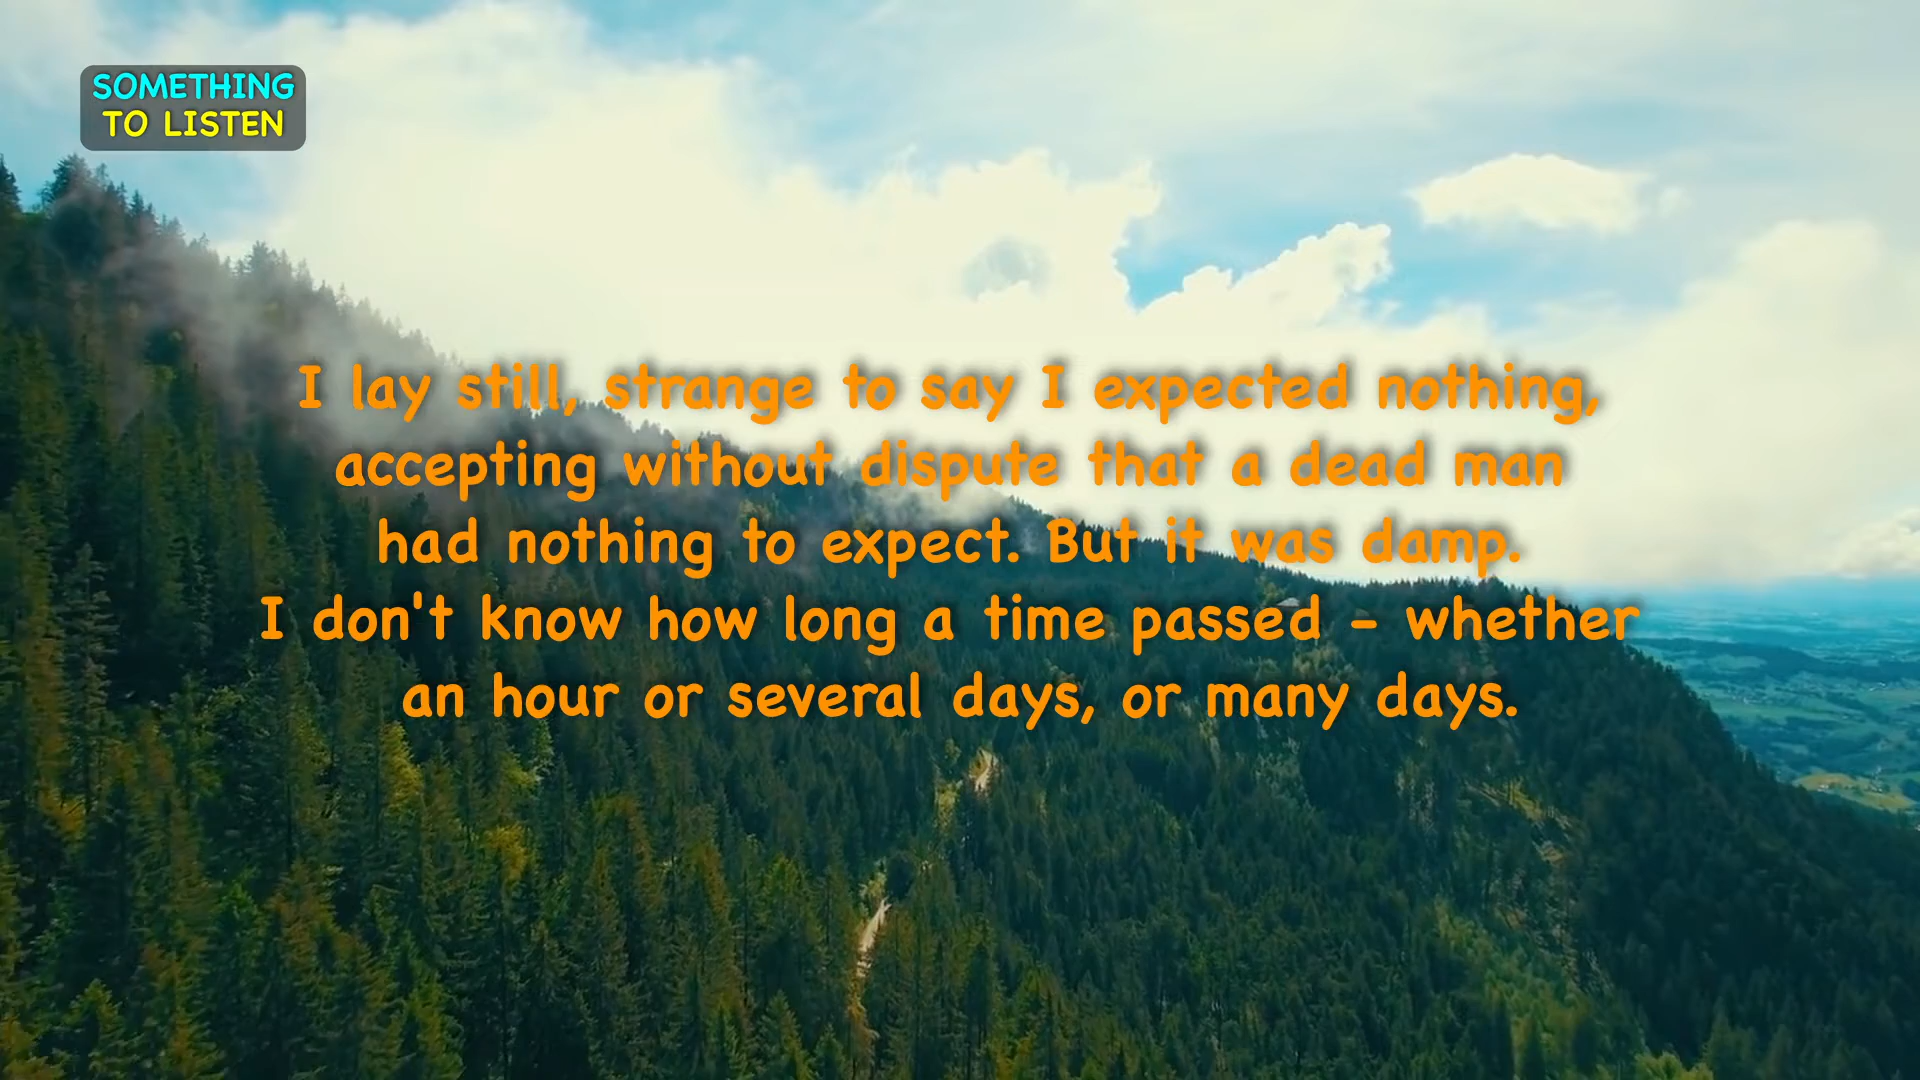 SOMETHING
TO LISTEN
I lay still, strange to say I expected nothing,
accepting without dispute that a dead man
had nothing to expect. But it was damp.
I don't know how long a time passed – whether
an hour or several days, or many days.